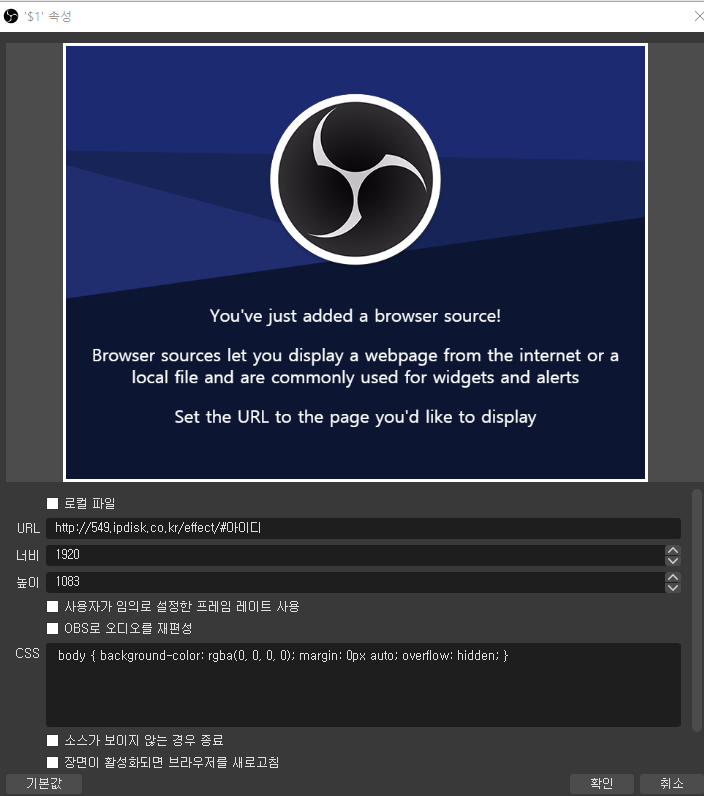 '$1' 속성
You've just added a browser source!
Browser sources let you display a webpage from the internet or a
local file and are commonly used for widgets and alerts
Set the URL to the page you'd like to display
로컬 파일
URL http://549.ipdisk.co.kr/effect/#아이디
너비 1920
높이 1083
사용자가 임의로 설정한 프레임 레이트 사용
OBS로 오디오를 재편성
CSS body { background-color: rgba(0, 0, 0, 0); margin: 0px auto; overflow: hidden; }
소스가 보이지 않는 경우 종료
장면이 활성화되면 브라우저를 새로고침
기본값 확인 취소